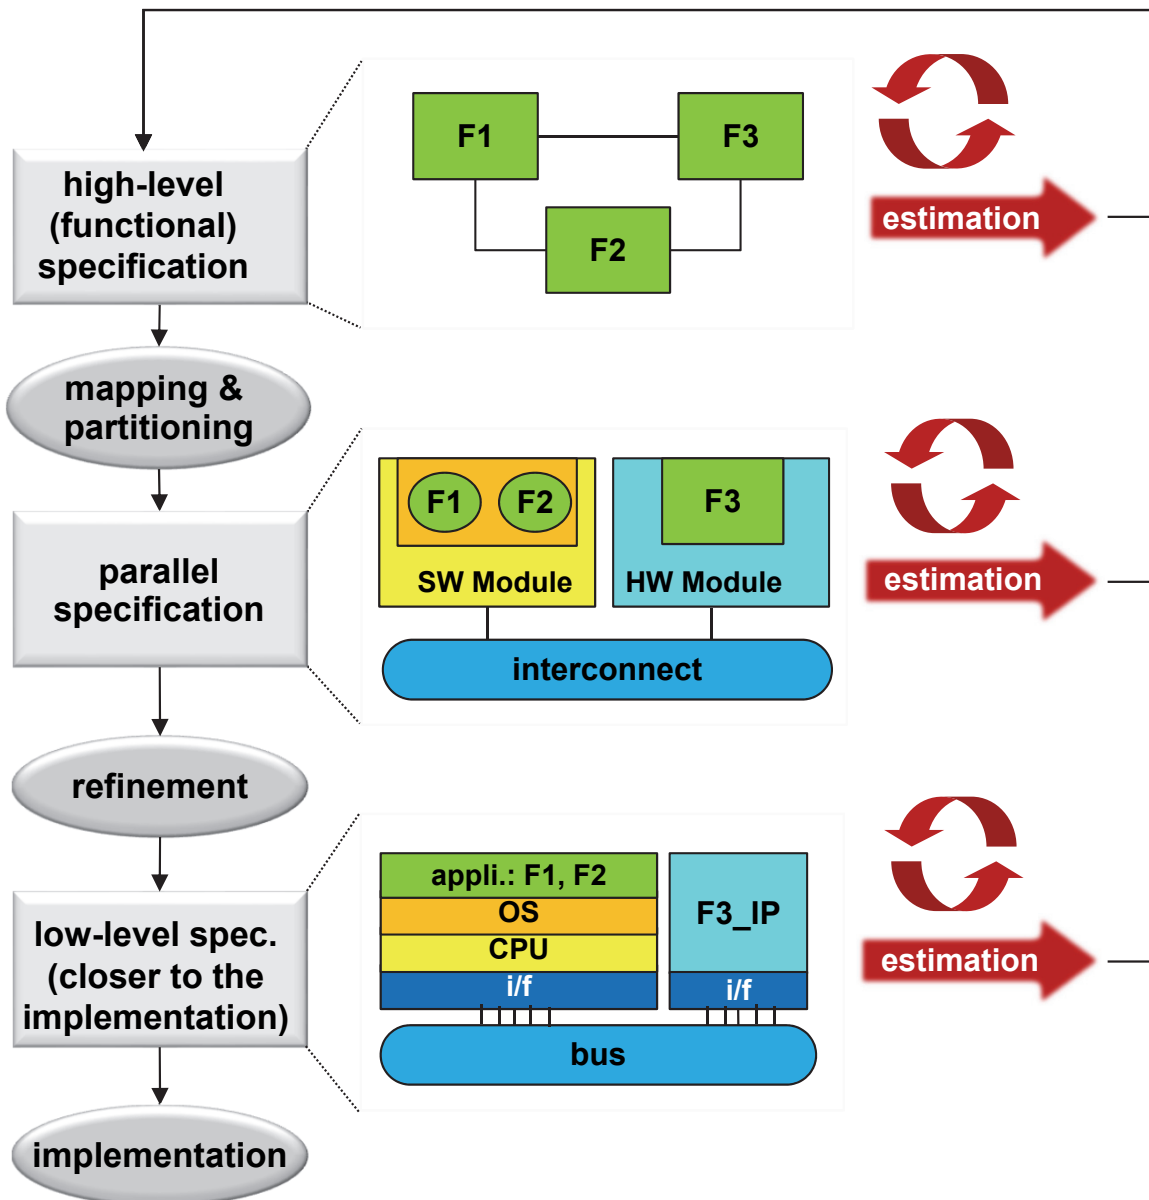 F1
F3
high-level
(functional)
specification
estimation
F2
mapping &
partitioning
F1
F2
F3
parallel
specification
SW Module
HW Module
estimation
interconnect
refinement
appli.: F1, F2
OS
F3_IP
low-level spec.
(closer to the
implementation)
CPU
estimation
i/f
i/f
bus
implementation